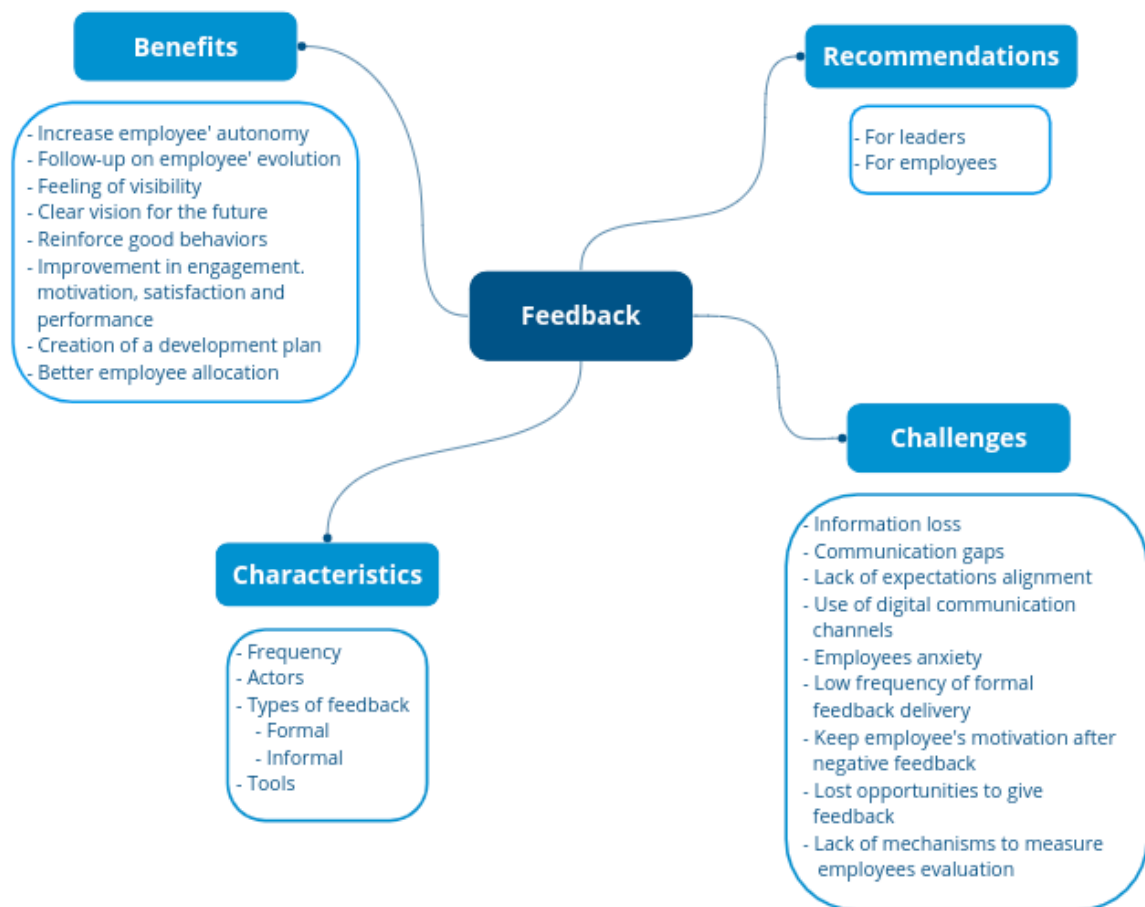 Benefits
- Increase employee' autonomy
- Follow-up on employee' evolution
- Feeling of visibility
- Clear vision for the future
- Reinforce good behaviors
- Improvement in engagement.
motivation, satisfaction and
performance
- Creation of a development plan
- Better employee allocation
Recommendations
- For leaders
- For employees
Feedback
Characteristics
- Frequency
- Actors
- Types of feedback
- Formal
- Informal
- Tools
Challenges
- Information loss
- Communication gaps
- Lack of expectations alignment
- Use of digital communication
channels
- Employees anxiety
- Low frequency of formal
feedback delivery
- Keep employee's motivation after
negative feedback
- Lost opportunities to give
feedback
- Lack of mechanisms to measure
employees evaluation